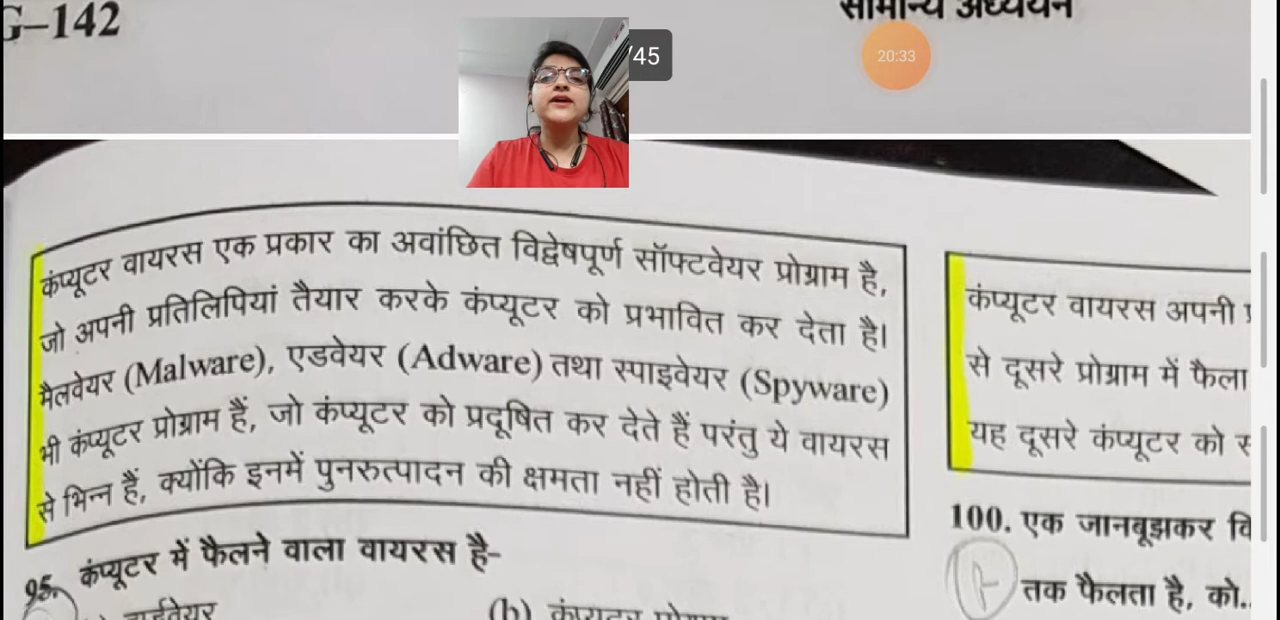 G–142
सामान्य अध्ययन
/45
20:33
कंप्यूटर वायरस एक प्रकार का अवांछित विद्वेषपूर्ण सॉफ्टवेयर प्रोग्राम है,
जो अपनी प्रतिलिपियां तैयार करके कंप्यूटर को प्रभावित कर देता है।
मैलवेयर (Malware), एडवेयर (Adware) तथा स्पाइवेयर (Spyware)
भी कंप्यूटर प्रोग्राम हैं, जो कंप्यूटर को प्रदूषित कर देते हैं परंतु ये वायरस
से भिन्न हैं, क्योंकि इनमें पुनरुत्पादन की क्षमता नहीं होती है।
95. कंप्यूटर में फैलने वाला वायरस है–
हार्डवेयर
(b) कंप्यूटर प्रोग्राम
कंप्यूटर वायरस अपनी
से दूसरे प्रोग्राम में फैला
यह दूसरे कंप्यूटर को
100. एक जानबूझकर
तक फैलता है, को..